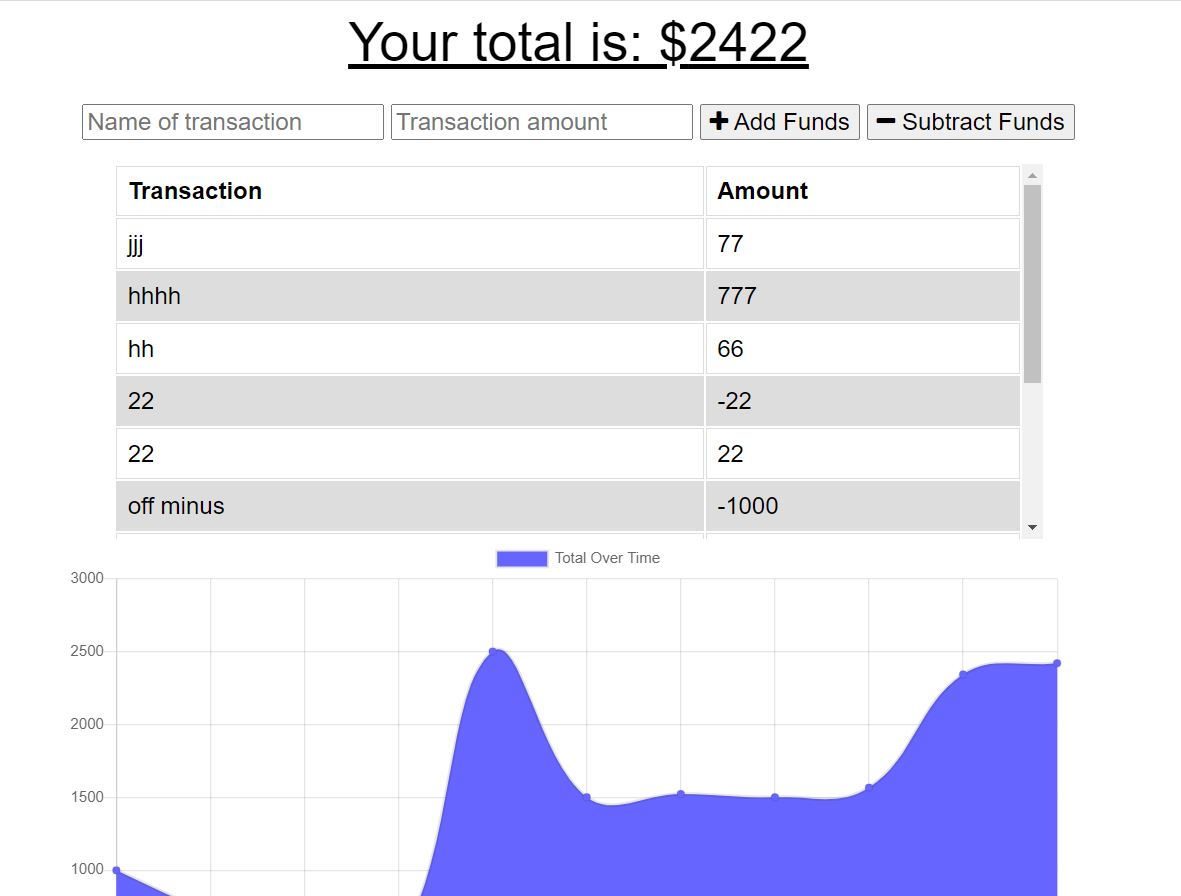 Your total is: $2422
Name of transaction Transaction amount Add Funds Subtract Funds
Transaction Amount
jjj 77
hhhh 777
hh 66
22 -22
22 22
off minus -1000
Total Over Time
3000
2500
2000
1500
1000